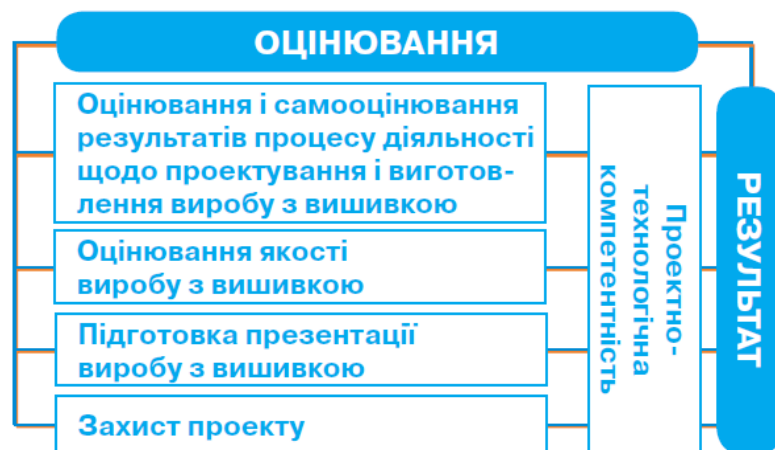 ОЦІНЮВАННЯ
Оцінювання і самооцінювання
результатів процесу діяльності
щодо проектування і виготов-
лення виробу з вишивкою
Оцінювання якості
виробу з вишивкою
Підготовка презентації
виробу з вишивкою
Захист проекту
Проектно-
технологічна
компетентність
РЕЗУЛЬТАТ